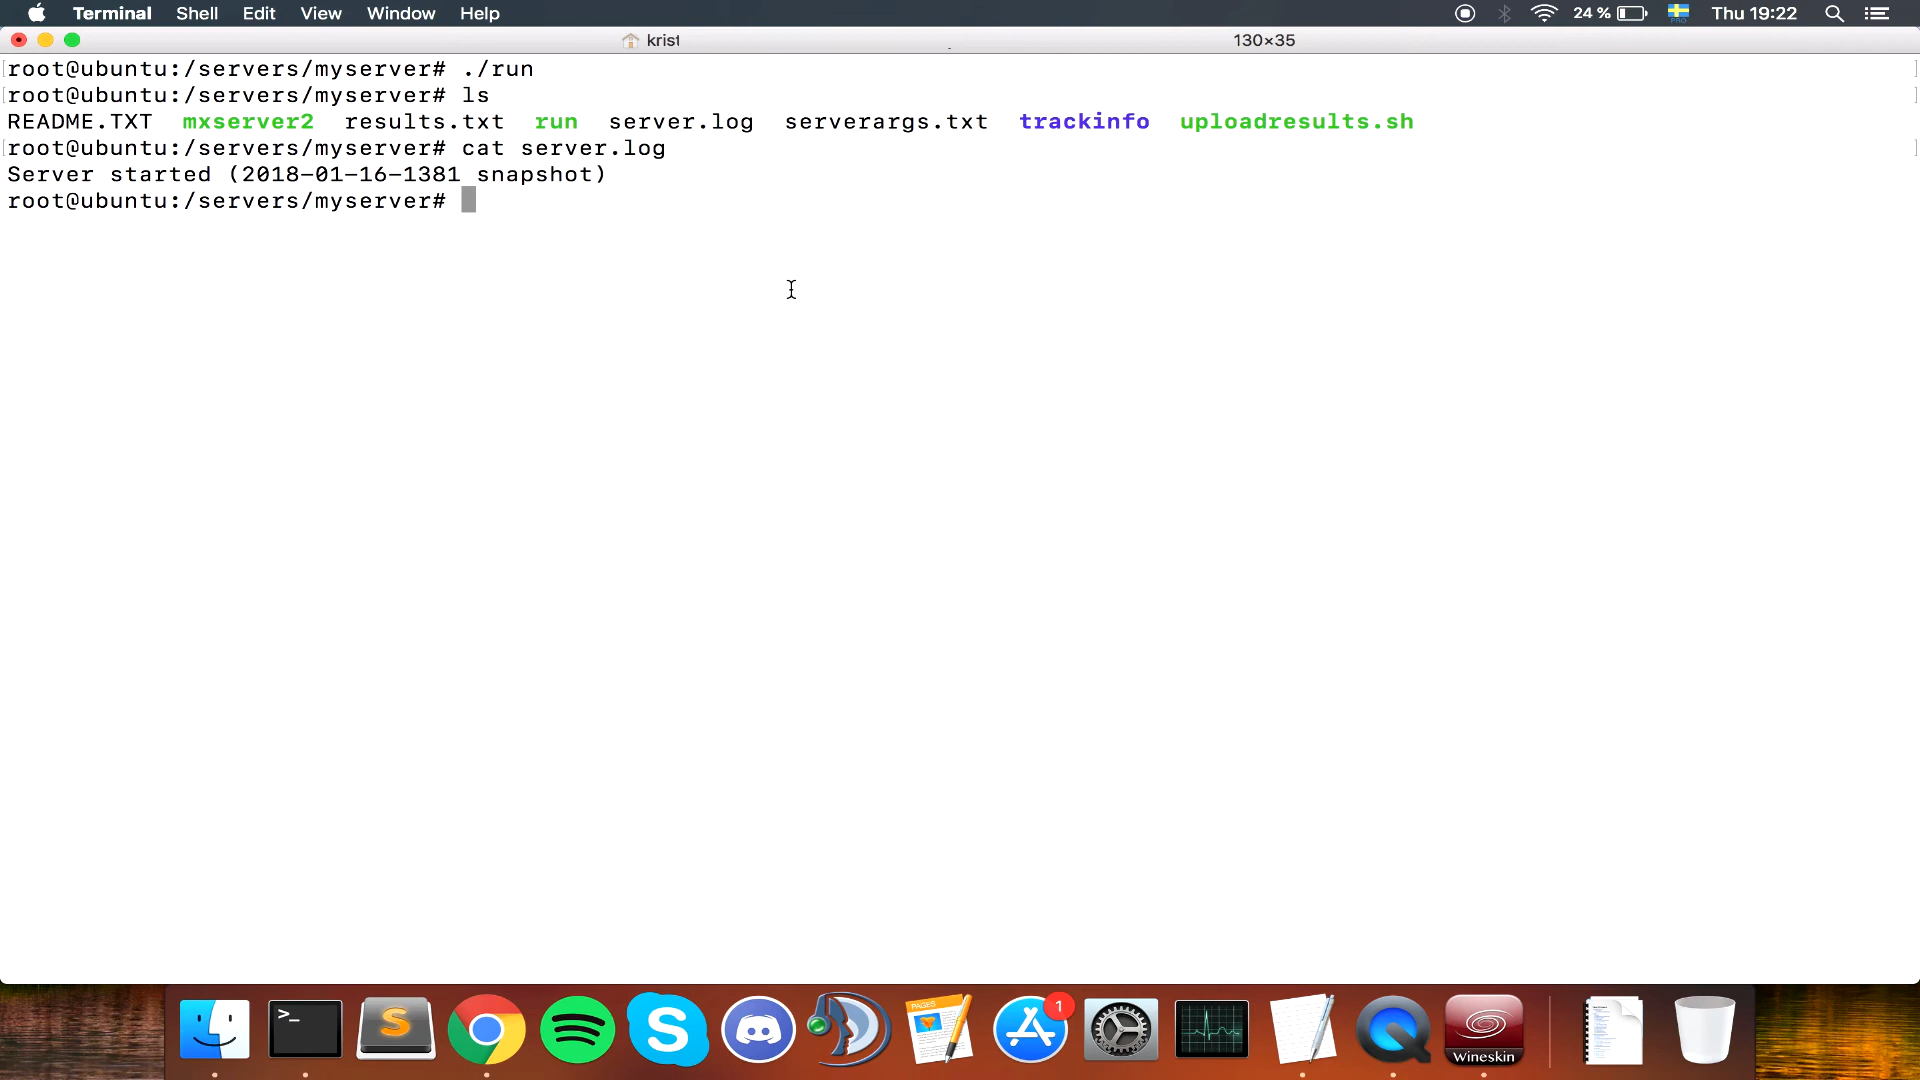 Terminal Shell Edit View Window Help 24 % PRO Thu 19:22
krist 130×35
root@ubuntu:/servers/myserver# ./run
root@ubuntu:/servers/myserver# ls
README.TXT mxserver2 results.txt run server.log serverargs.txt trackinfo uploadresults.sh
root@ubuntu:/servers/myserver# cat server.log
Server started (2018-01-16-1381 snapshot)
root@ubuntu:/servers/myserver#
>_ S S PAGES 1 Wineskin